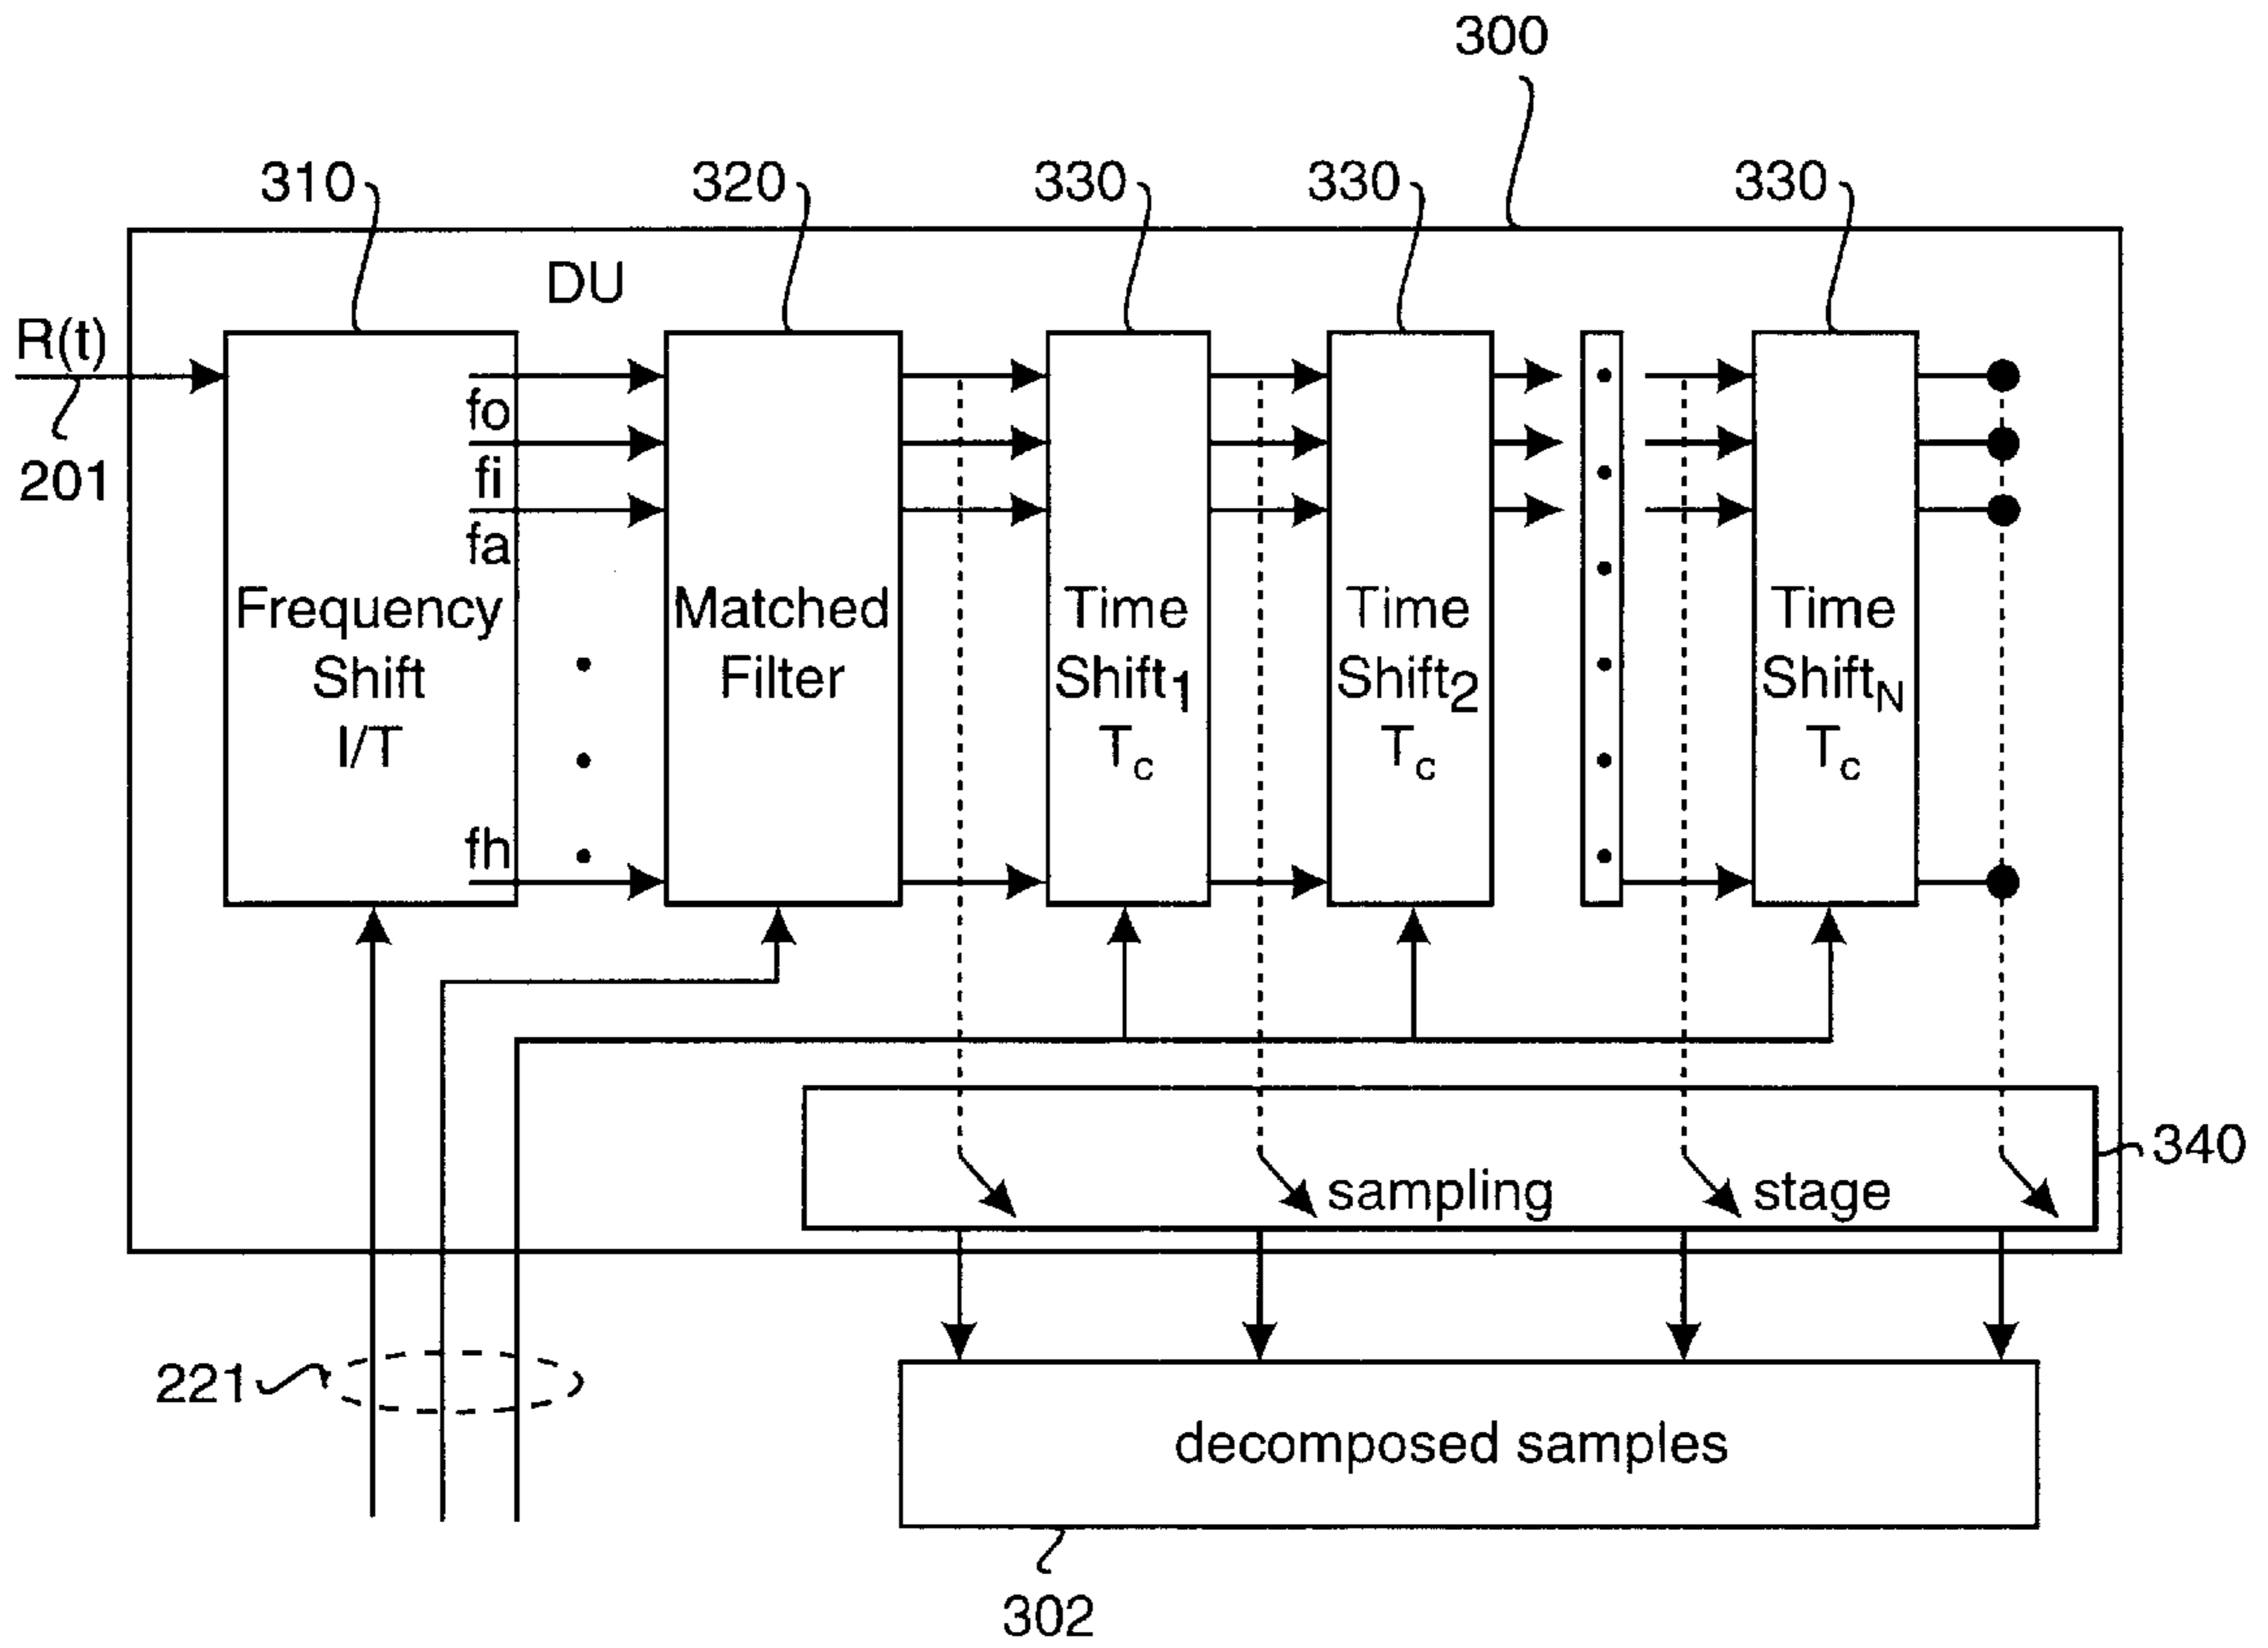 300
310
320
330
330
330
DU
R(t)
201
fo
fi
fa
fh
Frequency
Shift
I/T
Matched
Filter
Time
Shift1
Tc
Time
Shift2
Tc
Time
ShiftN
Tc
sampling stage
340
221
decomposed samples
302